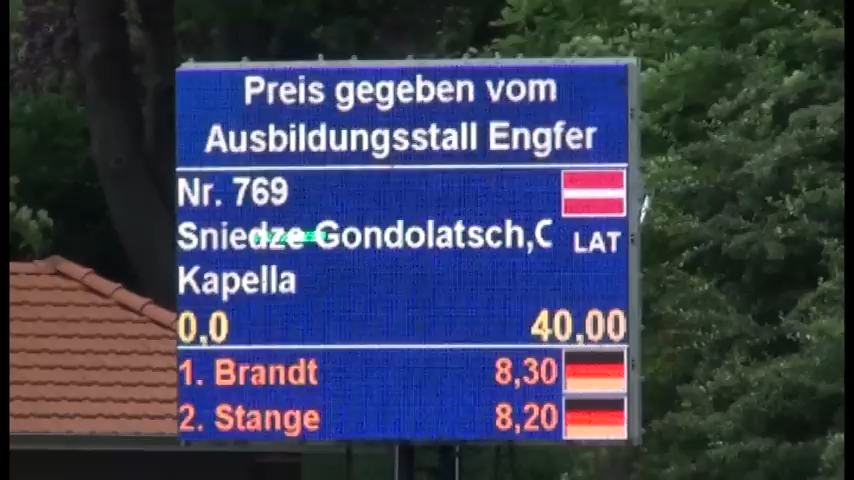 Preis gegeben vom
Ausbildungsstall Engfer
Nr. 769
Sniedze Gondolatsch,C LAT
Kapella
0,0 40,00
1. Brandt 8,30
2. Stange 8,20